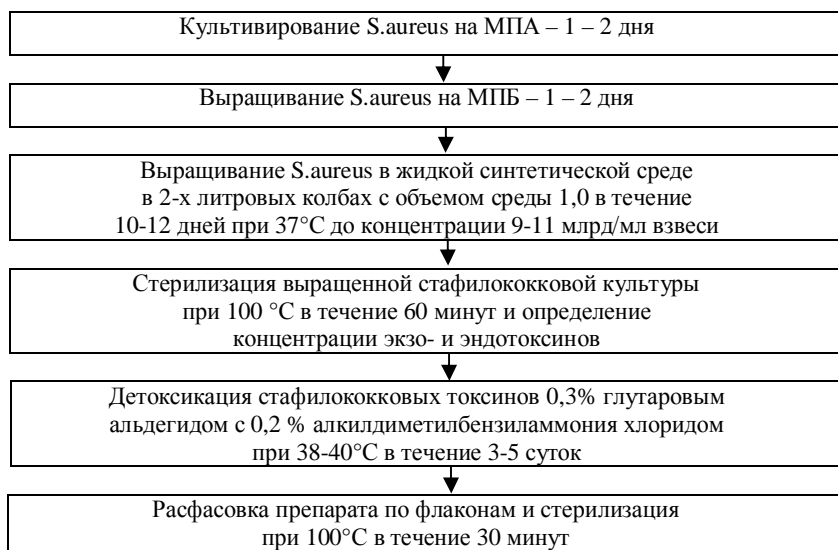 Культивирование S.aureus на МПА – 1 – 2 дня
Выращивание S.aureus на МПБ – 1 – 2 дня
Выращивание S.aureus в жидкой синтетической среде
в 2-х литровых колбах с объемом среды 1,0 в течение
10-12 дней при 37°С до концентрации 9-11 млрд/мл взвеси
Стерилизация выращенной стафилококковой культуры
при 100 °С в течение 60 минут и определение
концентрации экзо- и эндотоксинов
Детоксикация стафилококковых токсинов 0,3% глутаровым
альдегидом с 0,2 % алкилдиметилбензиламмония хлоридом
при 38-40°С в течение 3-5 суток
Расфасовка препарата по флаконам и стерилизация
при 100°С в течение 30 минут